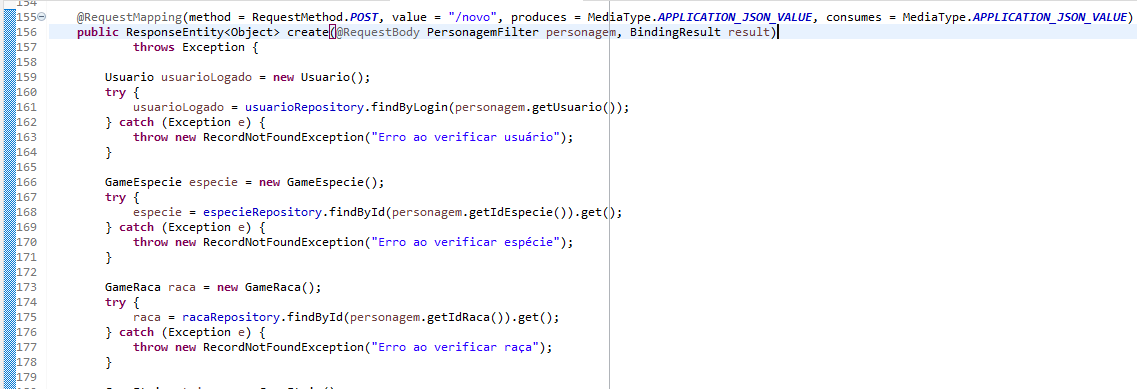 154
155 @RequestMapping(method = RequestMethod.POST, value = "/novo", produces = MediaType.APPLICATION_JSON_VALUE, consumes = MediaType.APPLICATION_JSON_VALUE)
156 public ResponseEntity<Object> create(@RequestBody PersonagemFilter personagem, BindingResult result)
157 throws Exception {
158
159 Usuario usuarioLogado = new Usuario();
160 try {
161 usuarioLogado = usuarioRepository.findByLogin(personagem.getUsuario());
162 } catch (Exception e) {
163 throw new RecordNotFoundException("Erro ao verificar usuário");
164 }
165
166 GameEspecie especie = new GameEspecie();
167 try {
168 especie = especieRepository.findById(personagem.getIdEspecie()).get();
169 } catch (Exception e) {
170 throw new RecordNotFoundException("Erro ao verificar espécie");
171 }
172
173 GameRaca raca = new GameRaca();
174 try {
175 raca = racaRepository.findById(personagem.getIdRaca()).get();
176 } catch (Exception e) {
177 throw new RecordNotFoundException("Erro ao verificar raça");
178 }
179